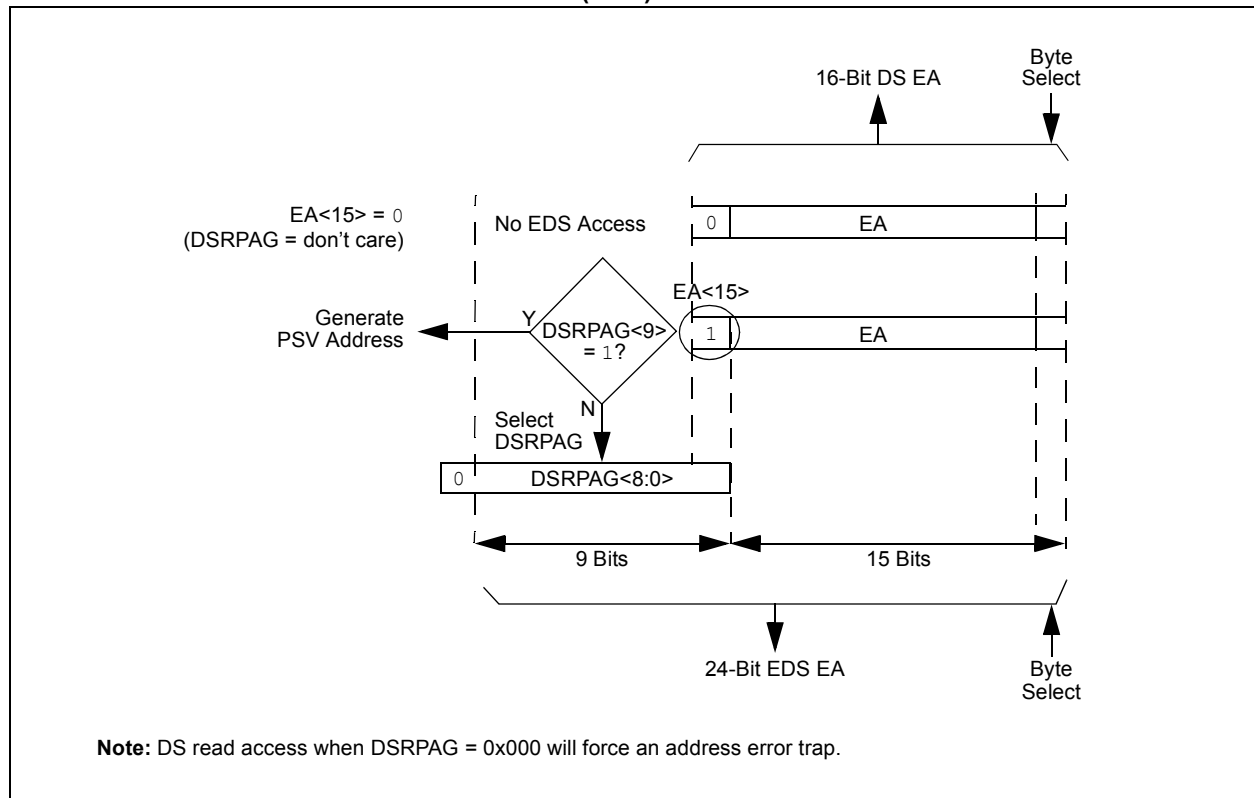 16-Bit DS EA
Byte
Select
EA<15> = 0
(DSRPAG = don't care)
No EDS Access
0
EA
EA<15>
Generate
PSV Address
Y
DSRPAG<9>
= 1?
1
EA
N
Select
DSRPAG
0
DSRPAG<8:0>
9 Bits
15 Bits
24-Bit EDS EA
Byte
Select
Note: DS read access when DSRPAG = 0x000 will force an address error trap.